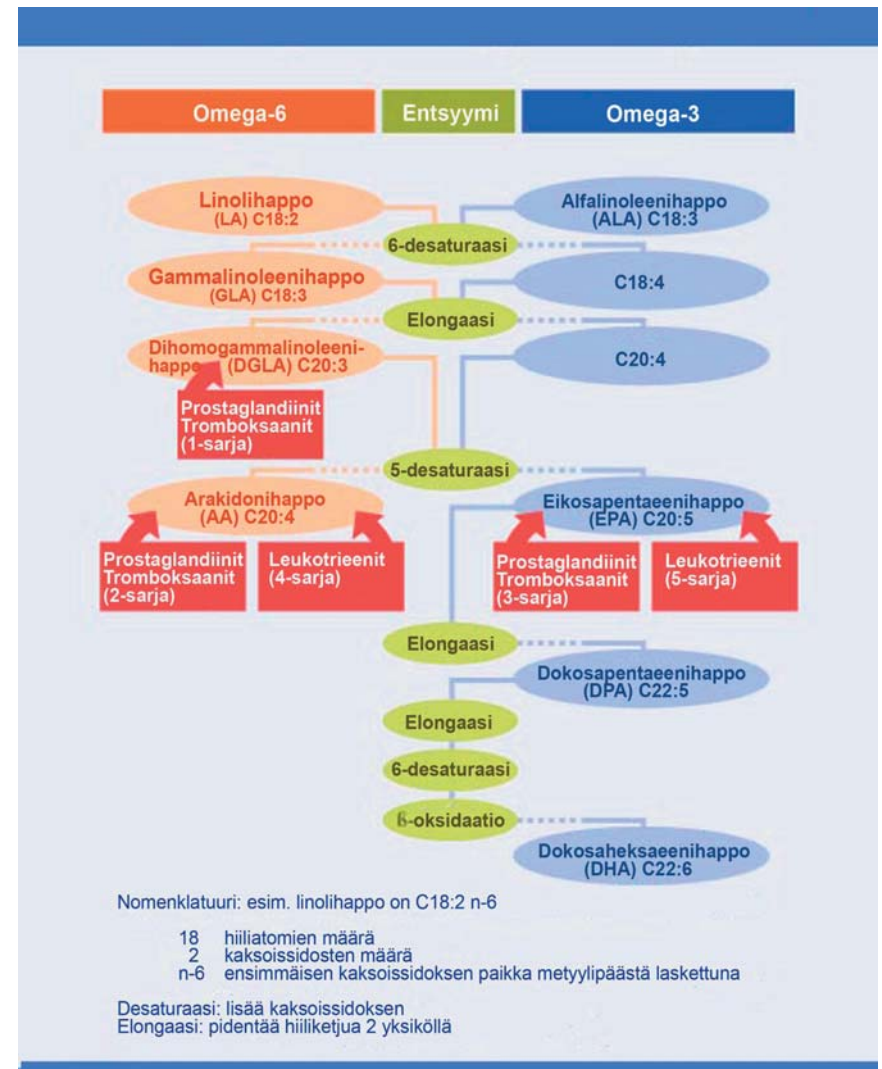 Omega-6
Entsyymi
Omega-3
Linolihappo
(LA) C18:2
Alfalinoleenihappo
(ALA) C18:3
6-desaturaasi
Gammalinoleenihappo
(GLA) C18:3
C18:4
Elongaasi
Dihomogammalinoleeni-
happo (DGLA) C20:3
C20:4
Prostaglandiinit
Tromboksaanit
(1-sarja)
5-desaturaasi
Arakidonihappo
(AA) C20:4
Eikosapentaeenihappo
(EPA) C20:5
Prostaglandiinit
Tromboksaanit
(2-sarja)
Leukotrieenit
(4-sarja)
Prostaglandiinit
Tromboksaanit
(3-sarja)
Leukotrieenit
(5-sarja)
Elongaasi
Dokosapentaeenihappo
(DPA) C22:5
Elongaasi
6-desaturaasi
ß-oksidaatio
Dokosaheksaeenihappo
(DHA) C22:6
Nomenklatuuri: esim. linolihappo on C18:2 n-6
18 hiiliatomien määrä
2 kaksoissidosten määrä
n-6 ensimmäisen kaksoissidoksen paikka metyylipäästä laskettuna
Desaturaasi: lisää kaksoissidoksen
Elongaasi: pidentää hiiliketjua 2 yksiköllä